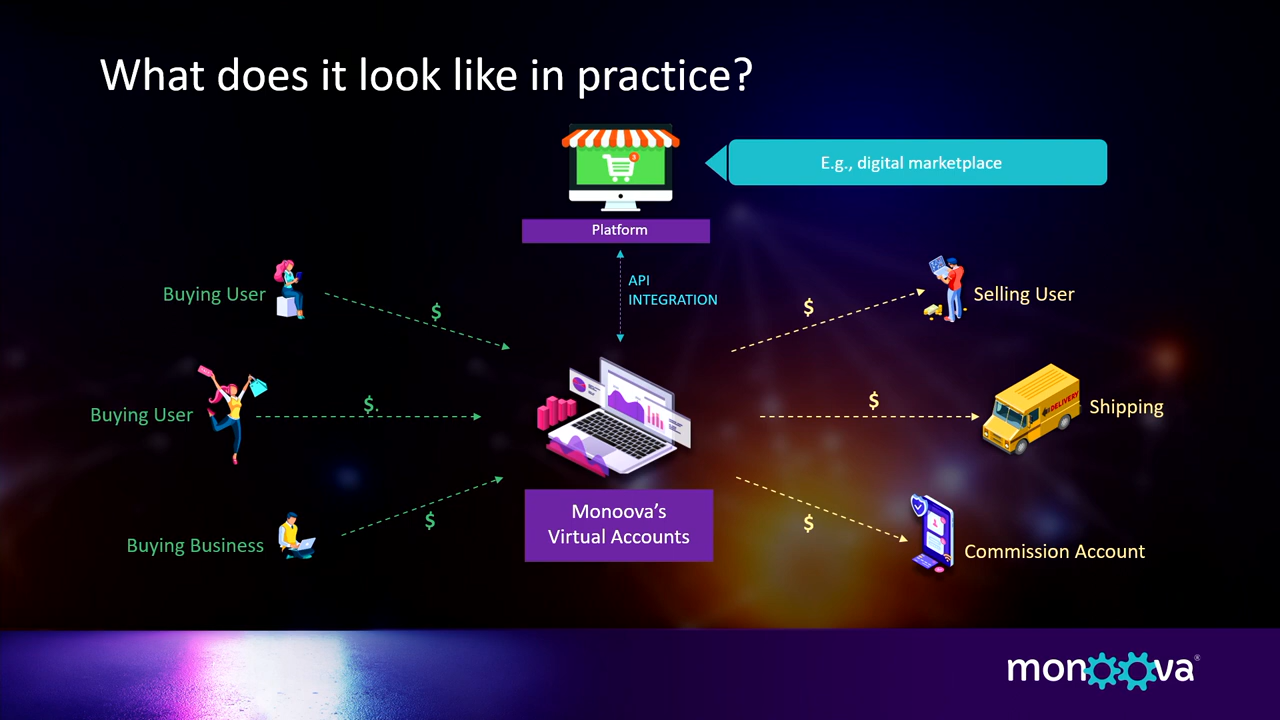 What does it look like in practice?
E.g., digital marketplace
3
Platform
API
INTEGRATION
Buying User
$
$
Selling User
Buying User
$.
$
DELIVERY
Shipping
Monoova's
Virtual Accounts
Buying Business
$
$
Commission Account
monoova®